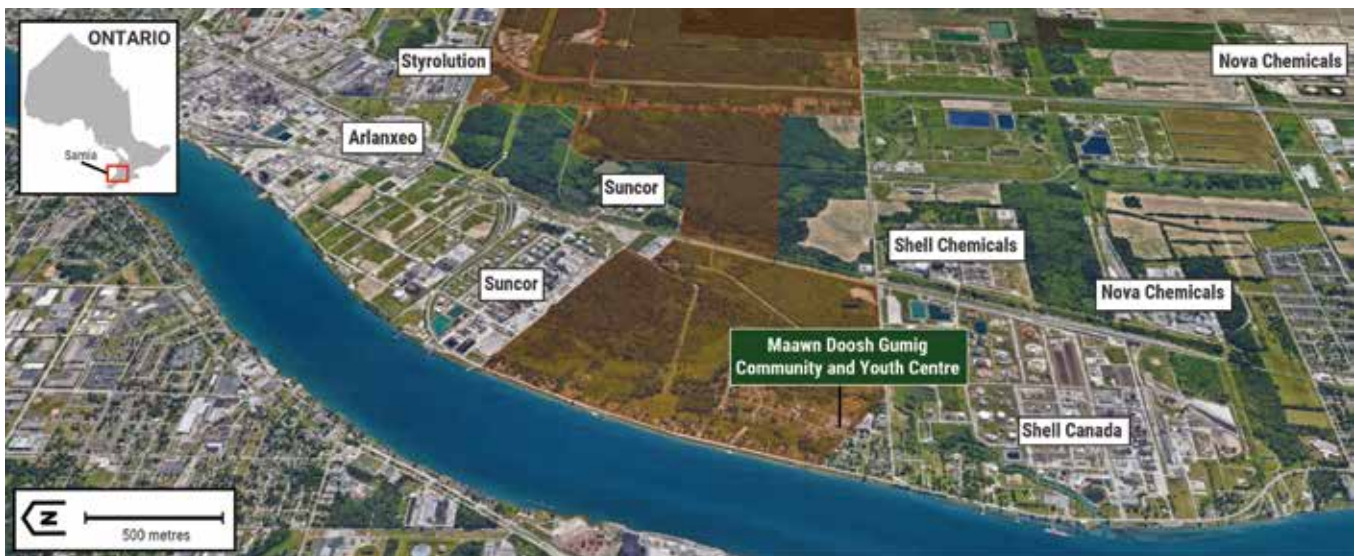 ONTARIO
Sarnia
Styrolution
Nova Chemicals
Arlanxeo
Suncor
Shell Chemicals
Suncor
Nova Chemicals
Maawn Doosh Gumig
Community and Youth Centre
Shell Canada
N
500 metres